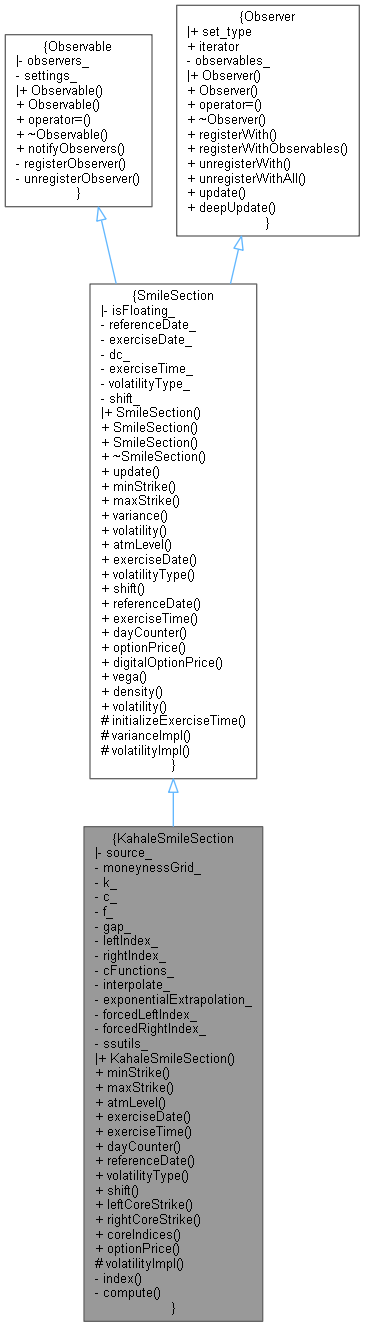 {Observable
|- observers_
- settings_
|+ Observable()
+ Observable()
+ operator=()
+ ~Observable()
+ notifyObservers()
- registerObserver()
- unregisterObserver()
}
{Observer
|+ set_type
+ iterator
- observables_
|+ Observer()
+ Observer()
+ operator=()
+ ~Observer()
+ registerWith()
+ registerWithObservables()
+ unregisterWith()
+ unregisterWithAll()
+ update()
+ deepUpdate()
}
{SmileSection
|- isFloating_
- referenceDate_
- exerciseDate_
- dc_
- exerciseTime_
- volatilityType_
- shift_
|+ SmileSection()
+ SmileSection()
+ SmileSection()
+ ~SmileSection()
+ update()
+ minStrike()
+ maxStrike()
+ variance()
+ volatility()
+ atmLevel()
+ exerciseDate()
+ volatilityType()
+ shift()
+ referenceDate()
+ exerciseTime()
+ dayCounter()
+ optionPrice()
+ digitalOptionPrice()
+ vega()
+ density()
+ volatility()
# initializeExerciseTime()
# varianceImpl()
# volatilityImpl()
}
{KahaleSmileSection
|- source_
- moneynessGrid_
- k_
- c_
- f_
- gap_
- leftIndex_
- rightIndex_
- cFunctions_
- interpolate_
- exponentialExtrapolation_
- forcedLeftIndex_
- forcedRightIndex_
- ssutils_
|+ KahaleSmileSection()
+ minStrike()
+ maxStrike()
+ atmLevel()
+ exerciseDate()
+ exerciseTime()
+ dayCounter()
+ referenceDate()
+ volatilityType()
+ shift()
+ leftCoreStrike()
+ rightCoreStrike()
+ coreIndices()
+ optionPrice()
# volatilityImpl()
- index()
- compute()
}